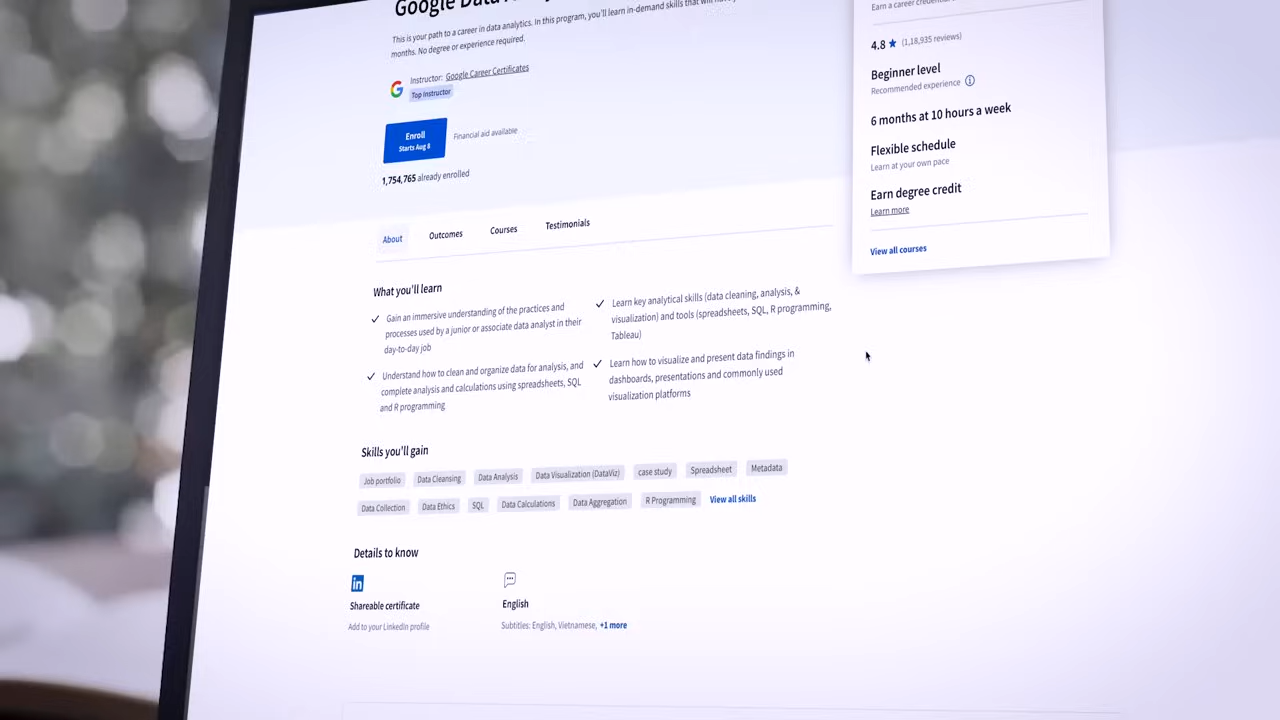 Google Data
This is your path to a career in data analytics. In this program, you'll learn in-demand skills that will
months. No degree or experience required.
Instructor: Google Career Certificates
Top Instructor
Enroll
Starts Aug 8
Financial aid available
1,754,765 already enrolled
Earn a career
4.8 ★ (1,18,935 reviews)
Beginner level
Recommended experience
6 months at 10 hours a week
Flexible schedule
Learn at your own pace
Earn degree credit
Learn more
View all courses
About
Outcomes
Courses
Testimonials
What you'll learn
Gain an immersive understanding of the practices and
processes used by a junior or associate data analyst in their
day-to-day job
Learn key analytical skills (data cleaning, analysis, &
visualization) and tools (spreadsheets, SQL, R programming,
Tableau)
Understand how to clean and organize data for analysis, and
complete analysis and calculations using spreadsheets, SQL
and R programming
Learn how to visualize and present data findings in
dashboards, presentations and commonly used
visualization platforms
Skills you'll gain
Job portfolio
Data Cleansing
Data Analysis
Data Visualization (DataViz)
case study
Spreadsheet
Metadata
Data Collection
Data Ethics
SQL
Data Calculations
Data Aggregation
R Programming
View all skills
Details to know
in
Shareable certificate
Add to your LinkedIn profile
English
Subtitles: English, Vietnamese, +1 more